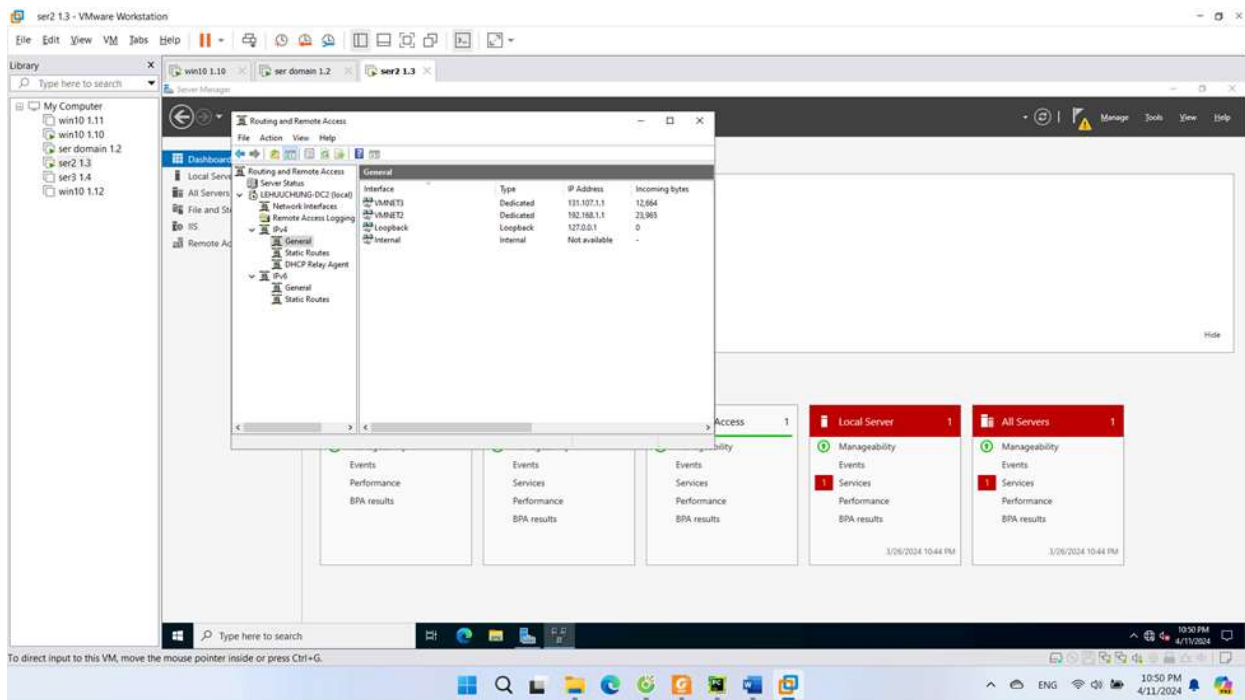 ser2 1.3 - VMware Workstation
File Edit View VM Tabs Help
Library
Type here to search
My Computer
win10 1.11
win10 1.10
ser domain 1.2
ser2 1.3
ser3 1.4
win10 1.12
win10 1.10 ser domain 1.2 ser2 1.3
Server Manager
Manage Tools View Help
Dashboard
Local Serv
All Servers
File and St
IIS
Remote Ac
Routing and Remote Access
File Action View Help
Routing and Remote Access
Server Status
LEHUUCHUNG-DC2 (local)
Network Interfaces
Remote Access Logging
IPv4
General
Static Routes
DHCP Relay Agent
IPv6
General
Static Routes
General
Interface Type IP Address Incoming bytes
VMNET3 Dedicated 131.107.1.1 12,664
VMNET2 Dedicated 192.168.1.1 23,965
Loopback Loopback 127.0.0.1 0
Internal Internal Not available -
Hide
Events
Performance
BPA results
Events
Services
Performance
BPA results
Access 1
Events
Services
Performance
BPA results
Local Server 1
Manageability
Events
1 Services
Performance
BPA results
3/26/2024 10:44 PM
All Servers 1
Manageability
Events
1 Services
Performance
BPA results
3/26/2024 10:44 PM
Type here to search
10:50 PM
4/11/2024
To direct input to this VM, move the mouse pointer inside or press Ctrl+G.
ENG
10:50 PM
4/11/2024